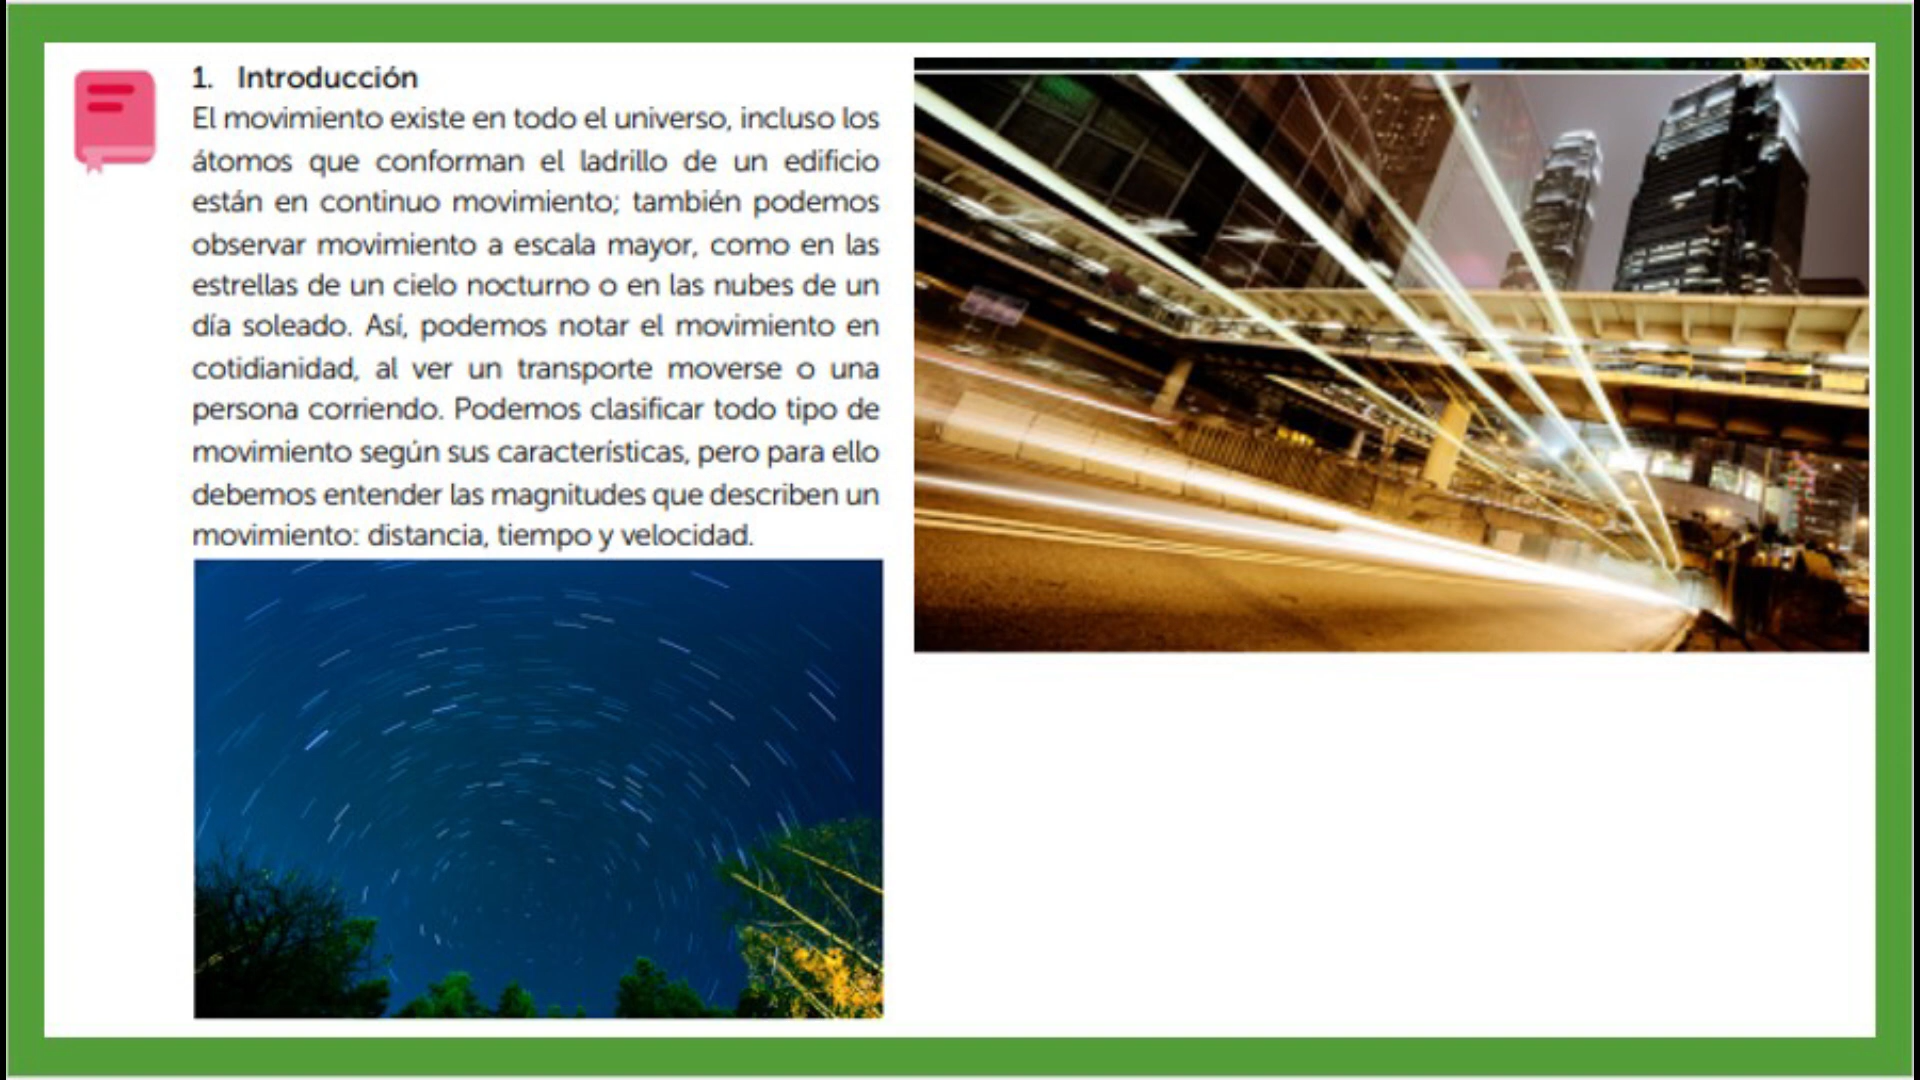 1. Introducción
El movimiento existe en todo el universo, incluso los
átomos que conforman el ladrillo de un edificio
están en continuo movimiento; también podemos
observar movimiento a escala mayor, como en las
estrellas de un cielo nocturno o en las nubes de un
día soleado. Así, podemos notar el movimiento en
cotidianidad, al ver un transporte moverse o una
persona corriendo. Podemos clasificar todo tipo de
movimiento según sus características, pero para ello
debemos entender las magnitudes que describen un
movimiento: distancia, tiempo y velocidad.